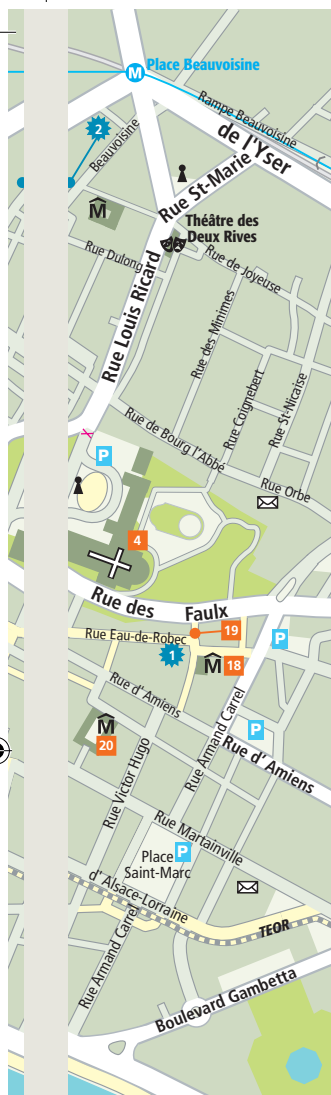 M
Place Beauvoisine
Rampe Beauvoisine
de l'Yser
2
Beauvoisine
Rue St-Marie
M
Théâtre des
Deux Rives
Rue Dulong
Rue de Joyeuse
Rue Louis Ricard
Rue des Minimes
Rue Coignebert
Rue St-Nicaise
Rue de Bourg l'Abbé
P
Rue Orbe
4
Rue des Faulx
19
Rue Eau-de-Robec
P
1
M
18
Rue d'Amiens
M
20
P
Rue Armand Carrel
Rue d'Amiens
Rue Victor Hugo
Rue Martainville
P
Place
Saint-Marc
d'Alsace-Lorraine
TEOR
Rue Armand Carrel
Boulevard Gambetta